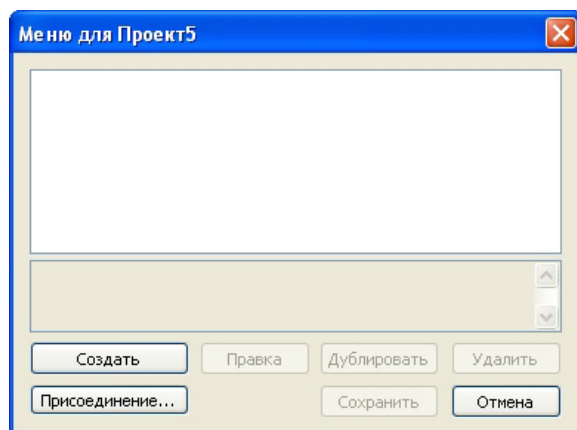 Меню для Проект5
Создать Правка Дублировать Удалить
Присоединение... Сохранить Отмена